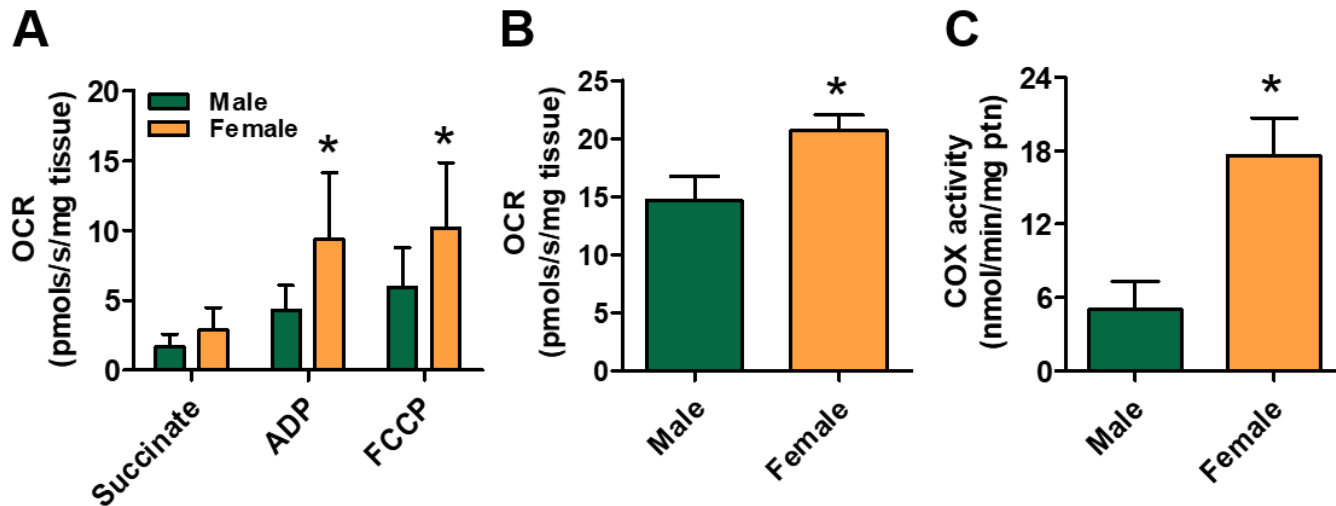 A
OCR
(pmols/s/mg tissue)
20
15
10
5
0
Male
Female
*
*
Succinate
ADP
FCCP
B
OCR
(pmols/s/mg tissue)
25
20
15
10
5
0
*
Male
Female
C
COX activity
(nmol/min/mg ptn)
24
18
12
6
0
*
Male
Female